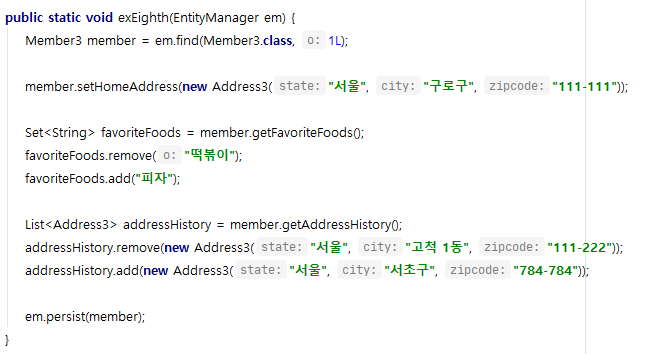 public static void exEighth(EntityManager em) {
Member3 member = em.find(Member3.class, o: 1L);
member.setHomeAddress(new Address3( state: "서울", city: "구로구", zipcode: "111-111"));
Set<String> favoriteFoods = member.getFavoriteFoods();
favoriteFoods.remove( o: "떡볶이");
favoriteFoods.add("피자");
List<Address3> addressHistory = member.getAddressHistory();
addressHistory.remove(new Address3( state: "서울", city: "고척 1동", zipcode: "111-222"));
addressHistory.add(new Address3( state: "서울", city: "서초구", zipcode: "784-784"));
em.persist(member);
}